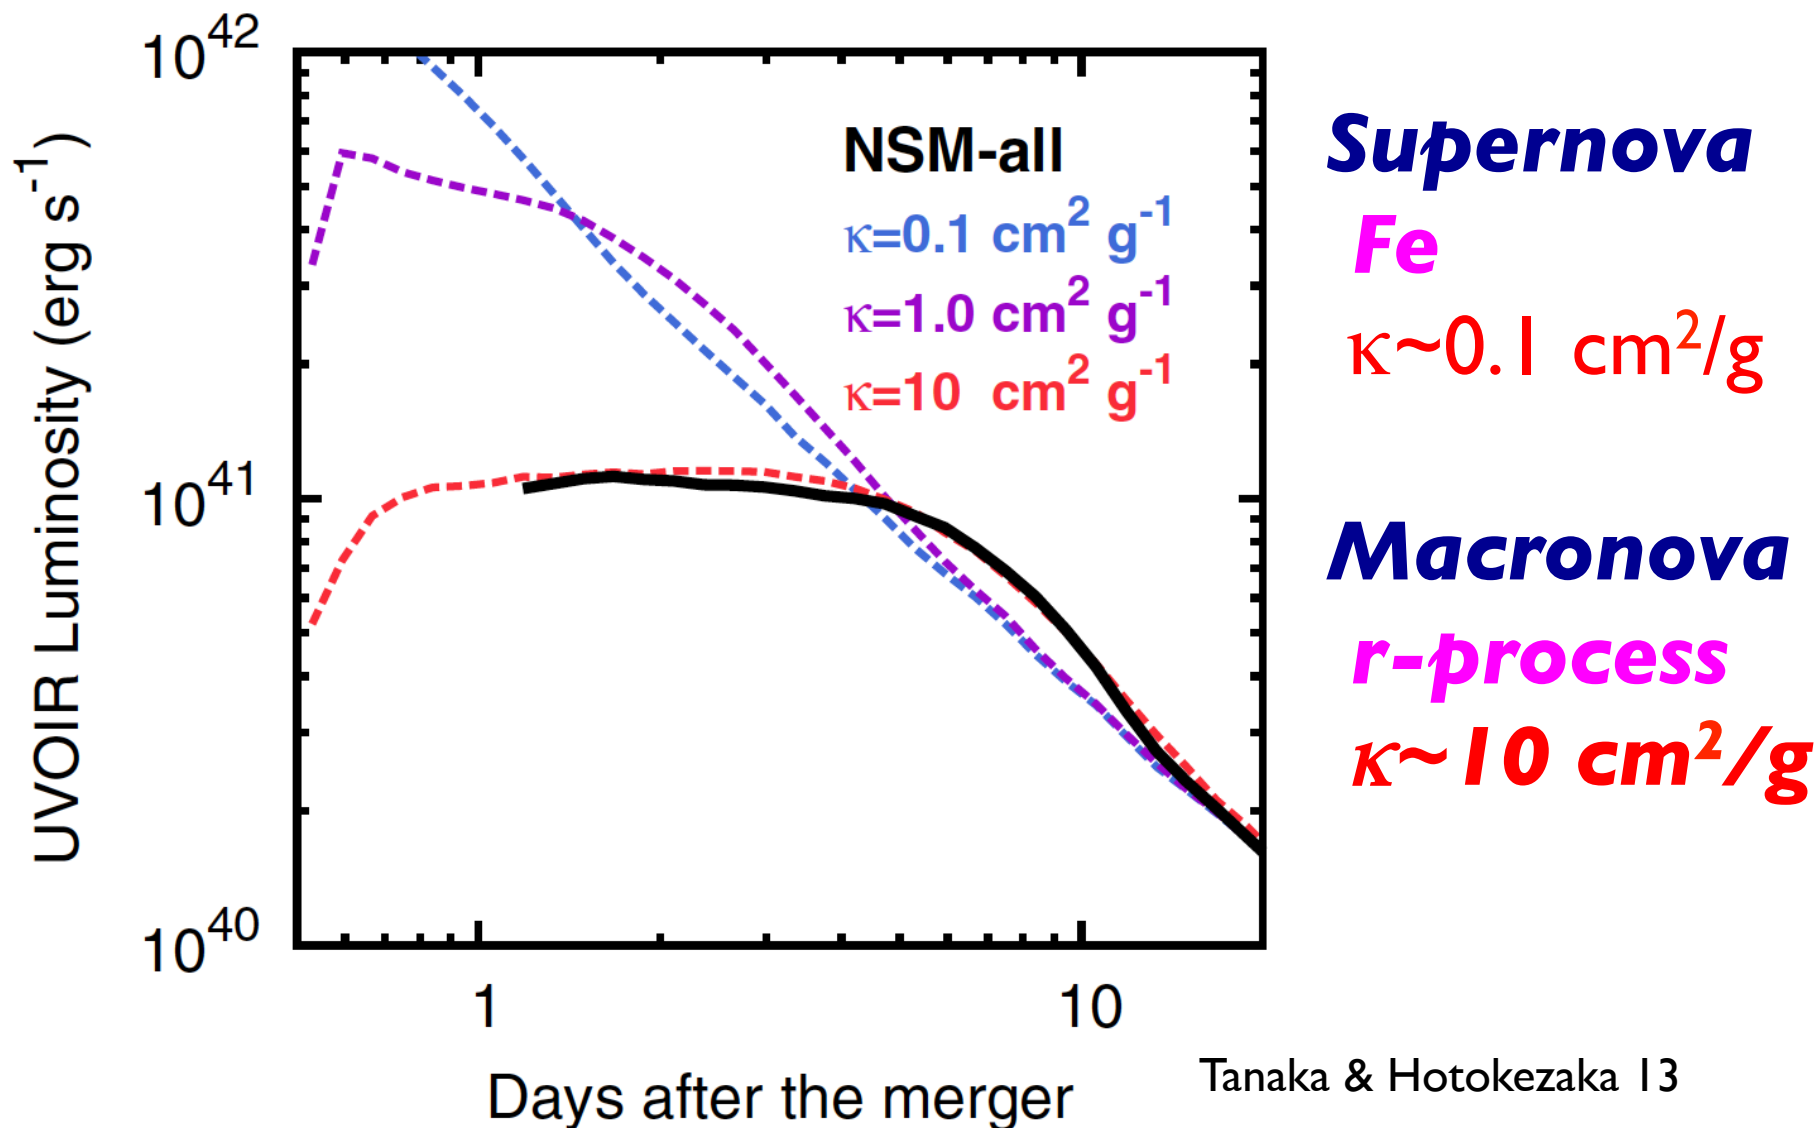 10^42
10^41
10^40
UVOIR Luminosity (erg s^-1)
NSM-all
κ=0.1 cm^2 g^-1
κ=1.0 cm^2 g^-1
κ=10 cm^2 g^-1
1
10
Days after the merger
Supernova
Fe
κ~0.1 cm^2/g
Macronova
r-process
κ~10 cm^2/g
Tanaka & Hotokezaka 13